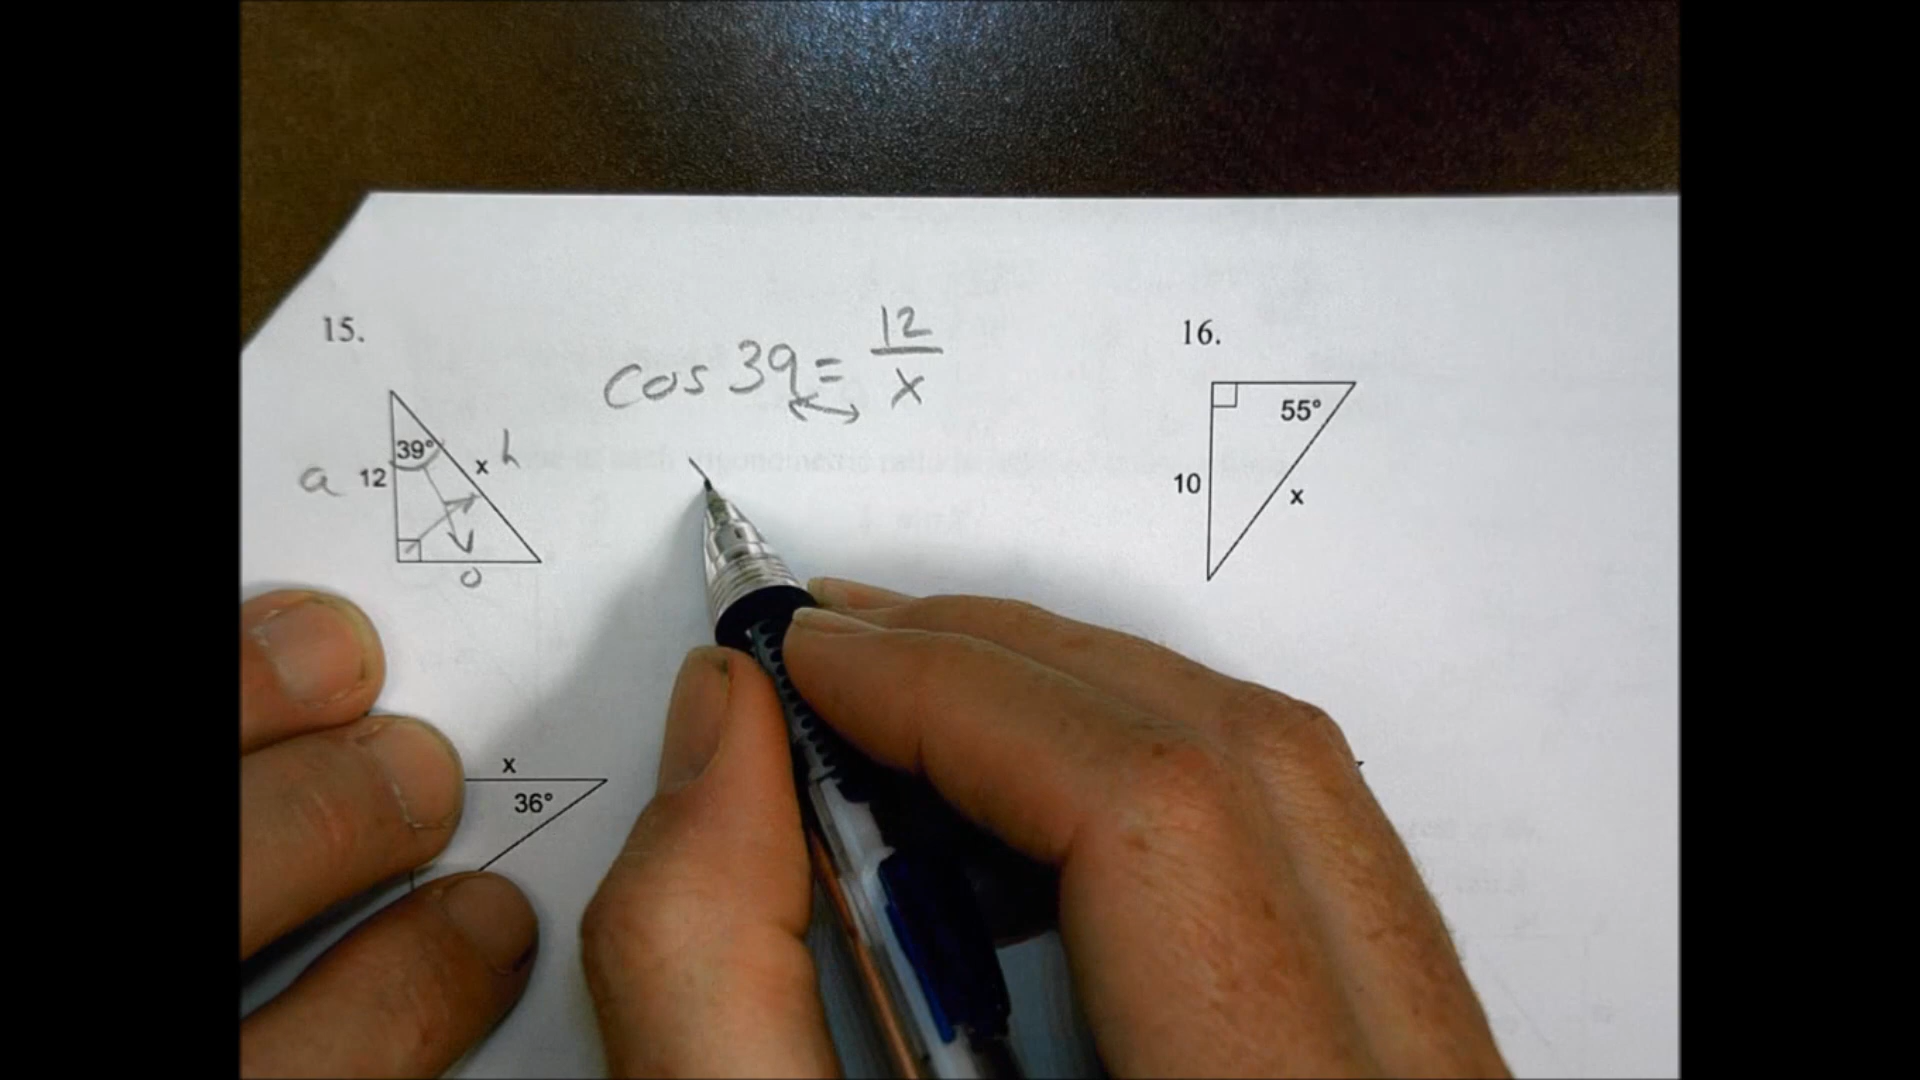 15.
cos 39 = 12/x
39°
a 12
x h
o
16.
55°
10
x
x
36°